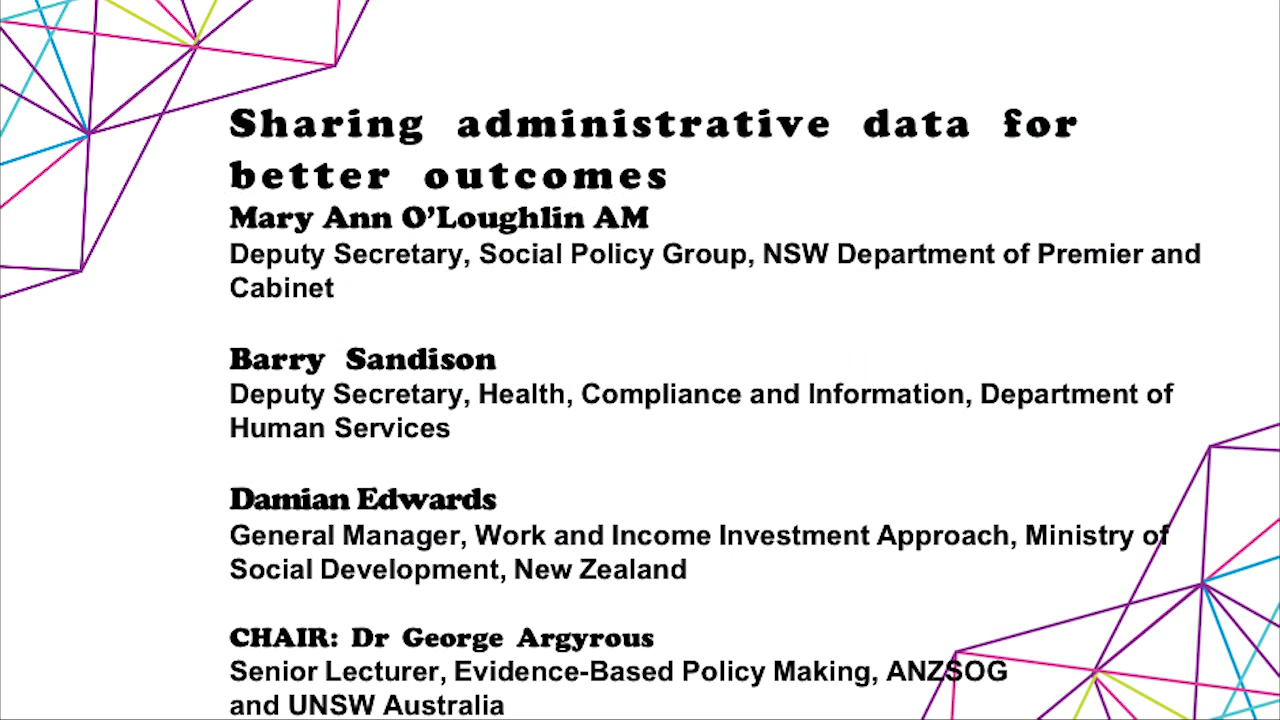 Sharing administrative data for
better outcomes
Mary Ann O’Loughlin AM
Deputy Secretary, Social Policy Group, NSW Department of Premier and
Cabinet
Barry Sandison
Deputy Secretary, Health, Compliance and Information, Department of
Human Services
Damian Edwards
General Manager, Work and Income Investment Approach, Ministry of
Social Development, New Zealand
CHAIR: Dr George Argyrous
Senior Lecturer, Evidence-Based Policy Making, ANZSOG
and UNSW Australia